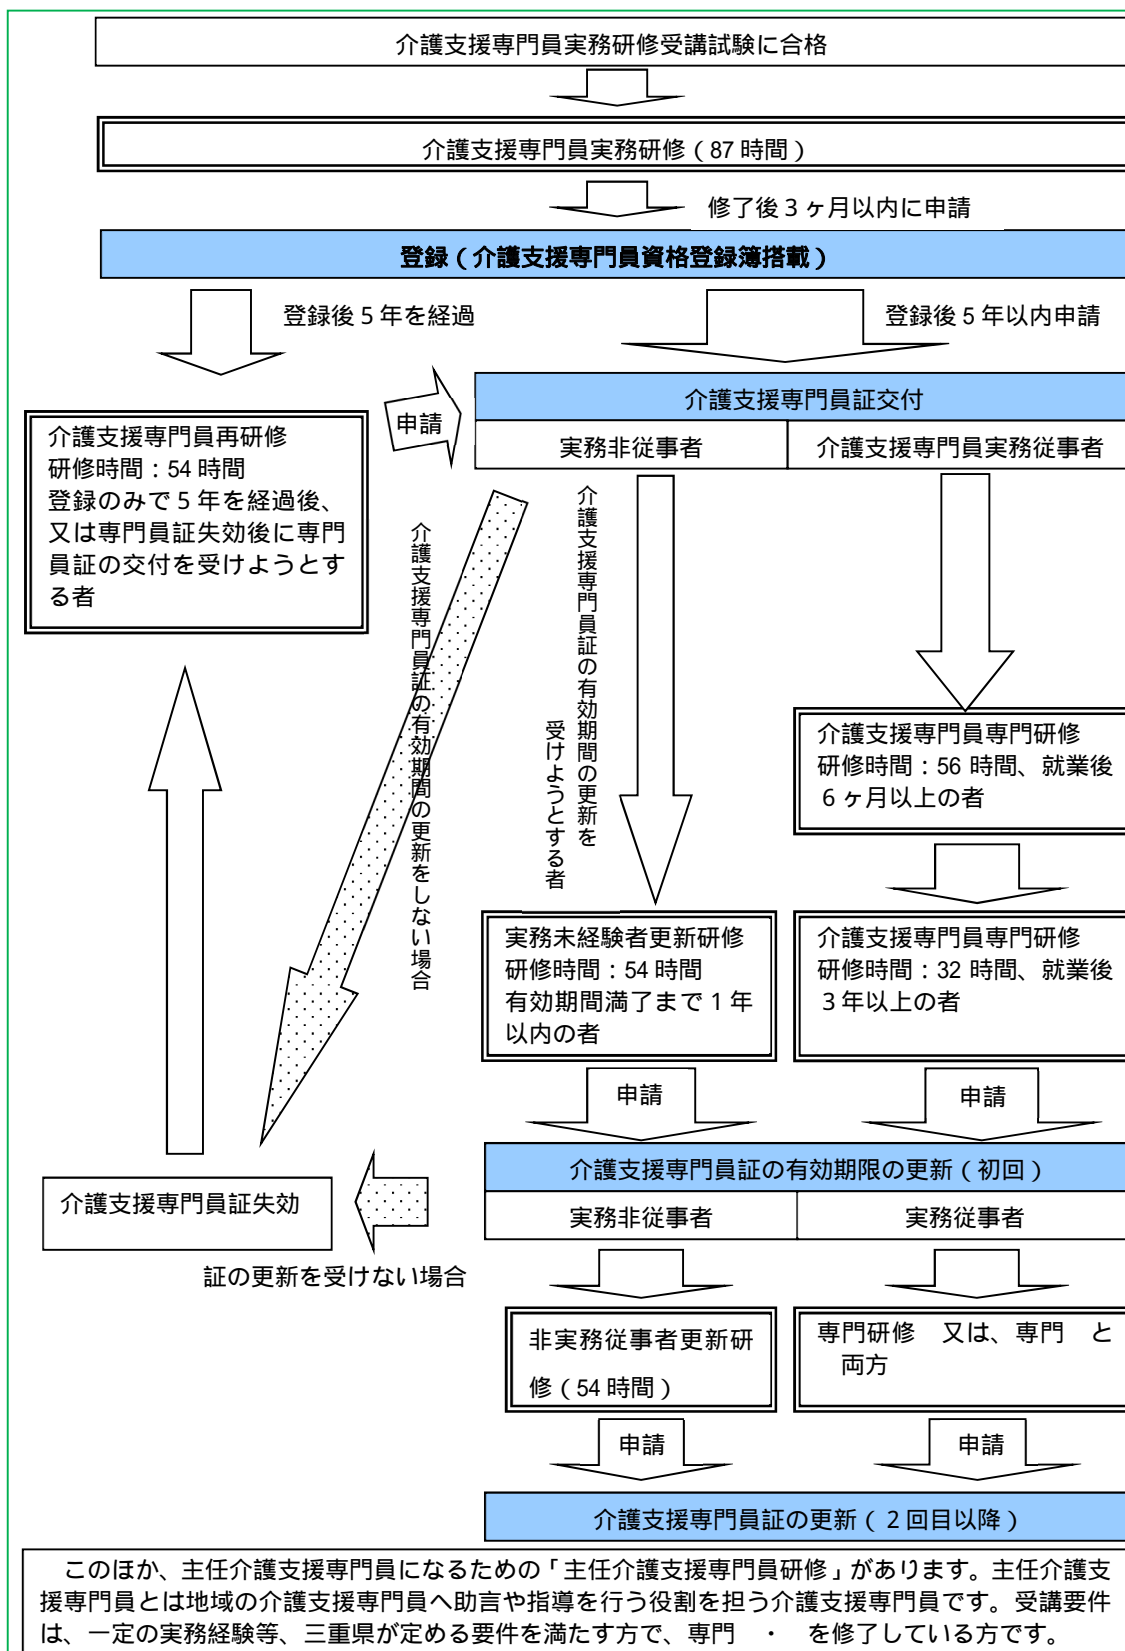 介護支援専門員実務研修受講試験に合格
介護支援専門員実務研修（87時間）
修了後３ヶ月以内に申請
登録（介護支援専門員資格登録簿搭載）
登録後５年を経過
登録後５年以内申請
申請
介護支援専門員証交付
実務非従事者
介護支援専門員実務従事者
介護支援専門員再研修
研修時間：54時間
登録のみで５年を経過後、
又は専門員証失効後に専門
員証の交付を受けようとす
る者
介護支援専門員証の有効期間の更新をしない場合
介護支援専門員証の有効期間の更新を
受けようとする者
介護支援専門員専門研修
研修時間：56時間、就業後
６ヶ月以上の者
実務未経験者更新研修
研修時間：54時間
有効期間満了まで１年
以内の者
介護支援専門員専門研修
研修時間：32時間、就業後
３年以上の者
申請
申請
介護支援専門員証の有効期限の更新（初回）
実務非従事者
実務従事者
介護支援専門員証失効
証の更新を受けない場合
非実務従事者更新研
修（54時間）
専門研修　又は、専門　と
両方
申請
申請
介護支援専門員証の更新（２回目以降）
このほか、主任介護支援専門員になるための「主任介護支援専門員研修」があります。主任介護支
援専門員とは地域の介護支援専門員へ助言や指導を行う役割を担う介護支援専門員です。受講要件
は、一定の実務経験等、三重県が定める要件を満たす方で、専門　・　を修了している方です。